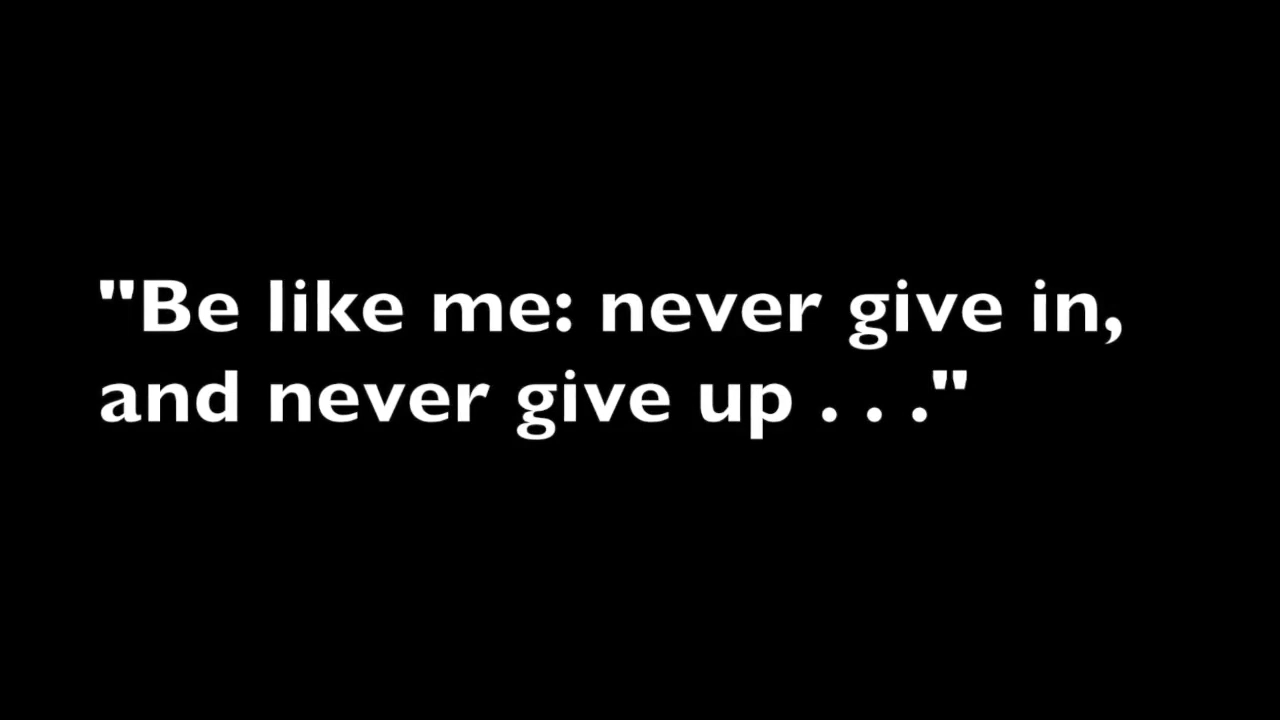 "Be like me: never give in,
and never give up . . ."